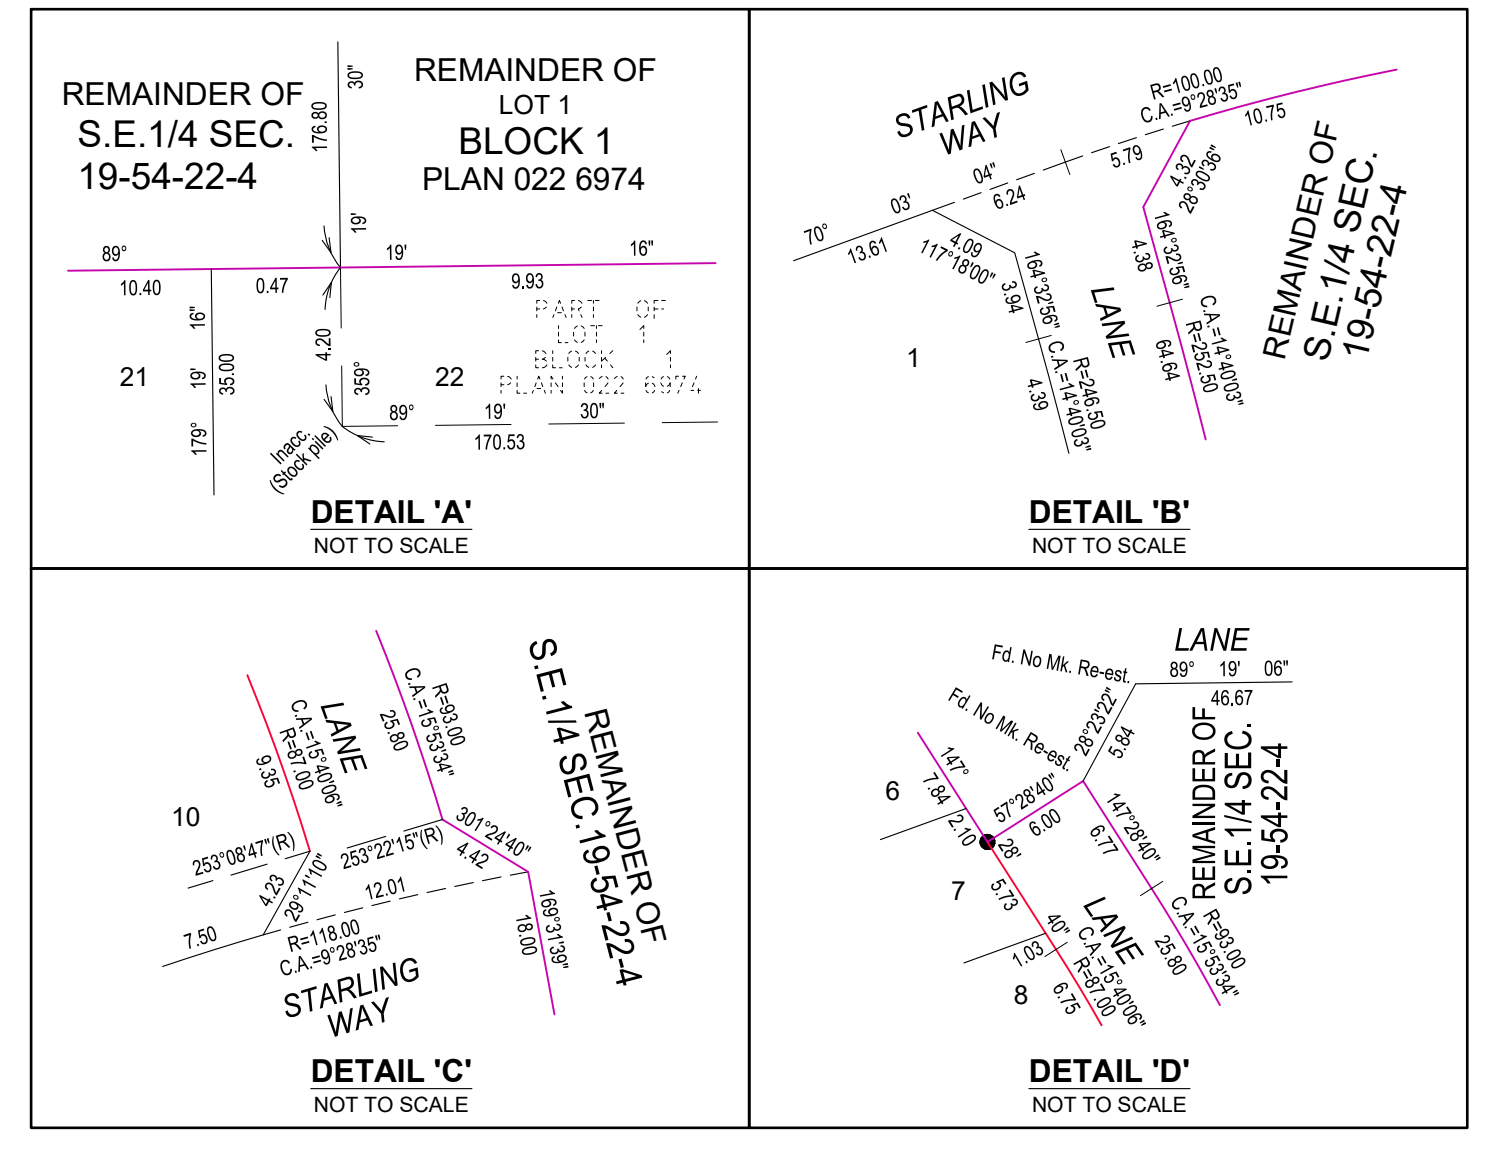 REMAINDER OF
S.E.1/4 SEC.
19-54-22-4
176.80
30"
19'
REMAINDER OF
LOT 1
BLOCK 1
PLAN 022 6974
89°
19'
16"
10.40
0.47
9.93
PART OF
LOT 1
BLOCK 1
PLAN 022 6974
16"
19'
179°
35.00
21
4.20
359°
22
89°
19'
30"
170.53
Inacc.
(Stock pile)
DETAIL 'A'
NOT TO SCALE
STARLING
WAY
R=100.00
C.A.=9°28'35"
10.75
70°
03'
04"
13.61
6.24
5.79
4.09
117°18'00"
4.32
28°30'36"
164°32'56"
3.94
164°32'56"
4.38
LANE
1
R=246.50
C.A.=14°40'03"
4.39
C.A.=14°40'03"
R=252.50
64.64
REMAINDER OF
S.E.1/4 SEC.
19-54-22-4
DETAIL 'B'
NOT TO SCALE
LANE
C.A.=15°40'06"
R=87.00
9.35
R=93.00
C.A.=15°53'34"
25.80
10
253°08'47"(R)
253°22'15"(R)
301°24'40"
4.42
4.23
29°11'10"
12.01
7.50
R=118.00
C.A.=9°28'35"
STARLING
WAY
169°31'39"
18.00
REMAINDER OF
S.E.1/4 SEC.19-54-22-4
DETAIL 'C'
NOT TO SCALE
LANE
Fd. No Mk. Re-est.
89° 19' 06"
46.67
Fd. No Mk. Re-est.
28°23'22"
5.84
147°
7.84
6
2.10
57°28'40"
6.00
28'
147°28'40"
6.77
7
5.73
40"
1.03
8
6.75
LANE
C.A.=15°40'06"
R=87.00
R=93.00
C.A.=15°53'34"
25.80
REMAINDER OF
S.E.1/4 SEC.
19-54-22-4
DETAIL 'D'
NOT TO SCALE